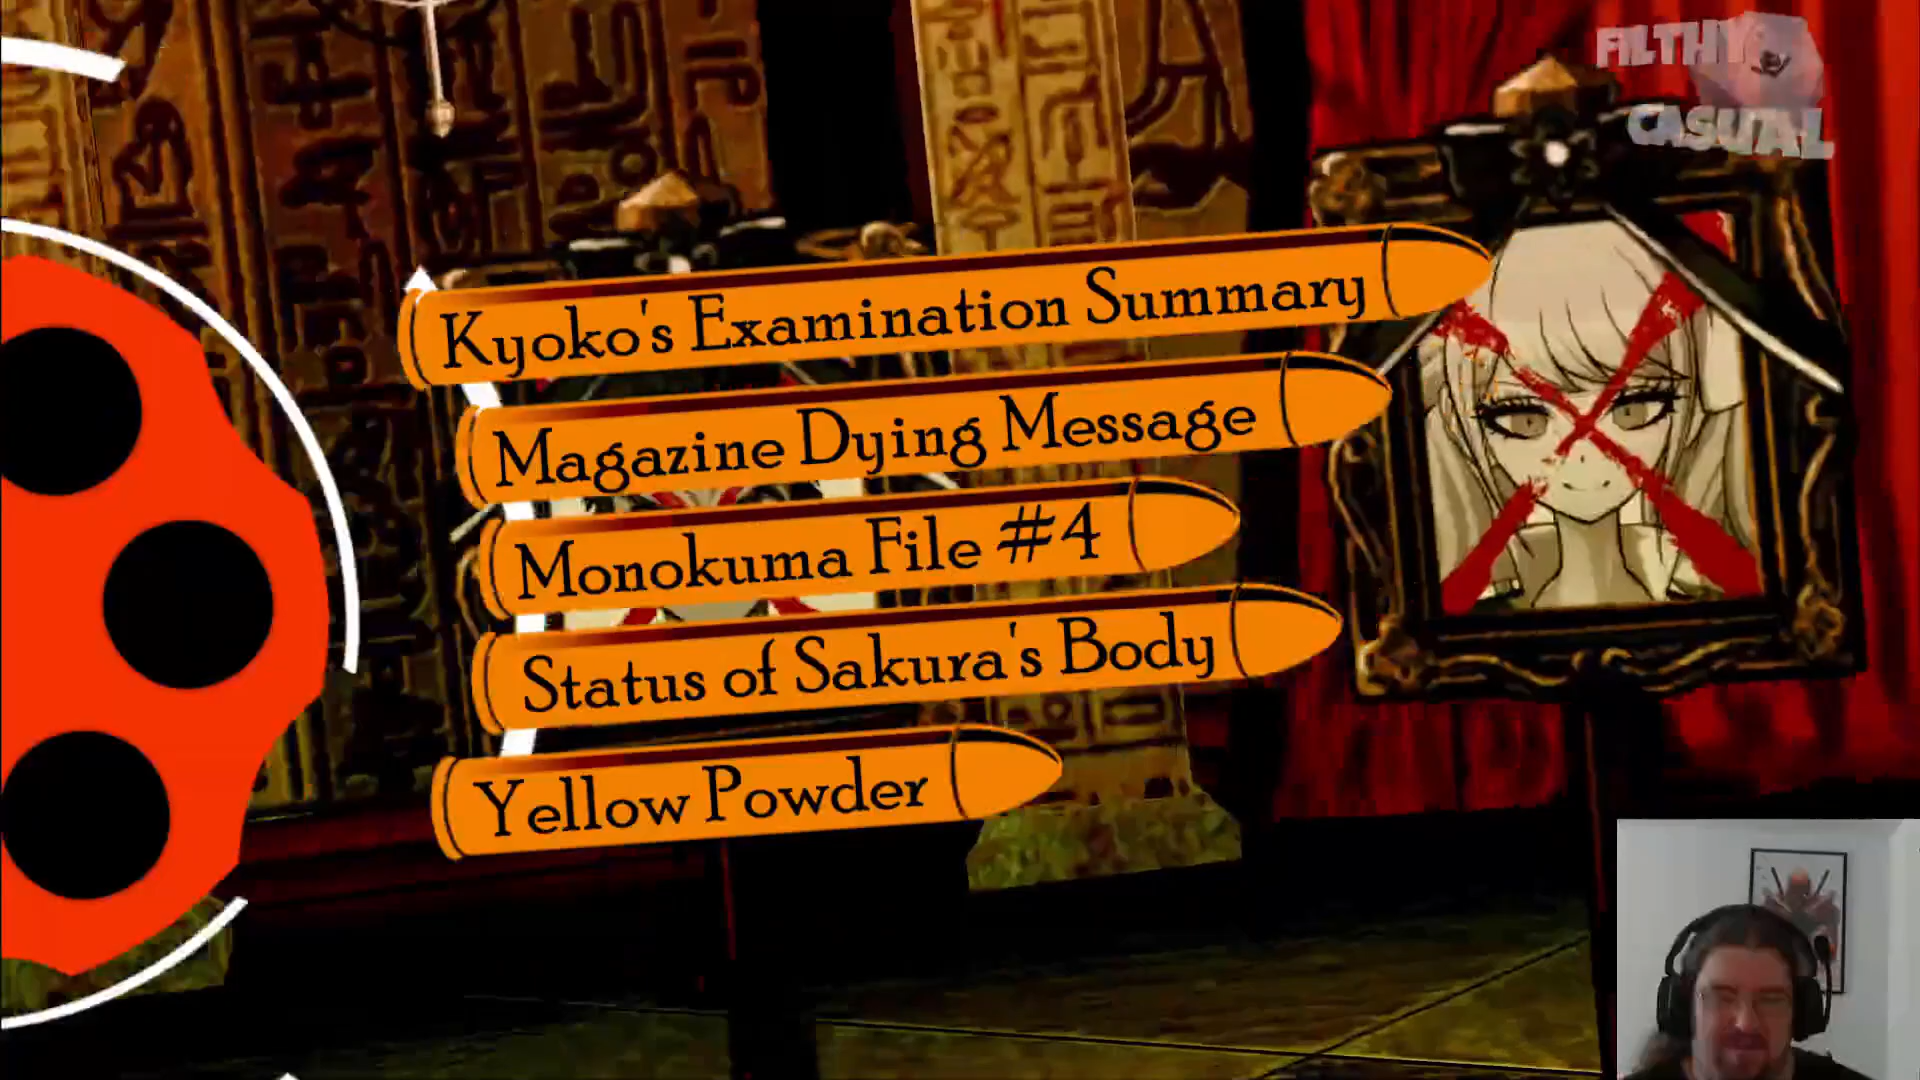 FILTHY
CASUAL
Kyoko's Examination Summary
Magazine Dying Message
Monokuma File #4
Status of Sakura's Body
Yellow Powder